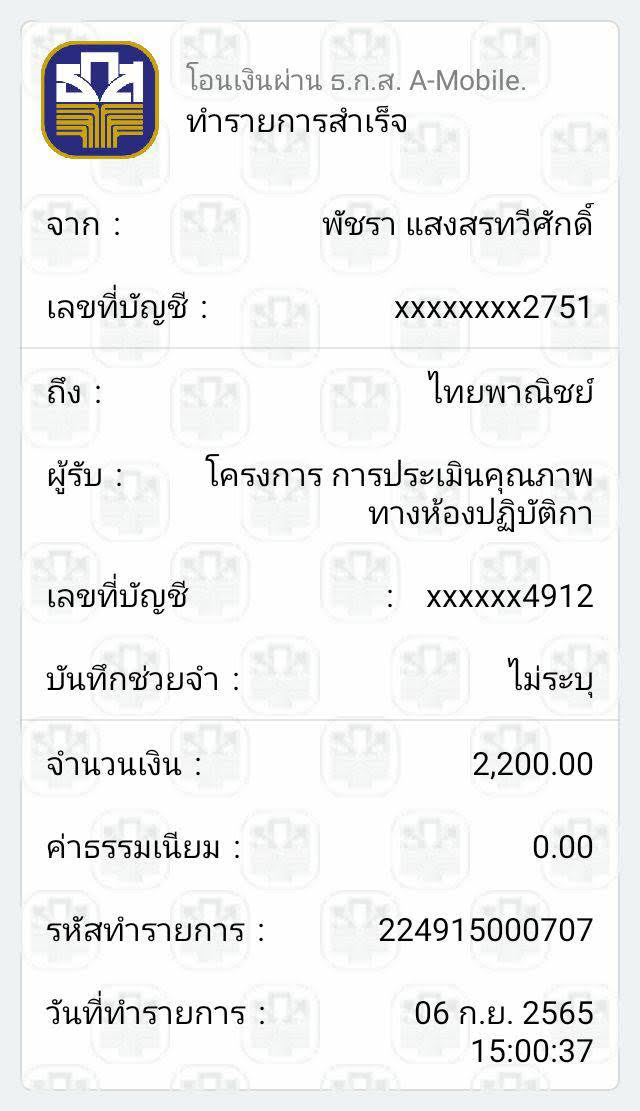 ธกส
โอนเงินผ่าน ธ.ก.ส. A-Mobile.
ทำรายการสำเร็จ
จาก : พัชรา แสงสรทวีศักดิ์
เลขที่บัญชี : xxxxxxxx2751
ถึง : ไทยพาณิชย์
ผู้รับ : โครงการ การประเมินคุณภาพ
ทางห้องปฏิบัติกา
เลขที่บัญชี : xxxxxx4912
บันทึกช่วยจำ : ไม่ระบุ
จำนวนเงิน : 2,200.00
ค่าธรรมเนียม : 0.00
รหัสทำรายการ : 224915000707
วันที่ทำรายการ : 06 ก.ย. 2565
15:00:37